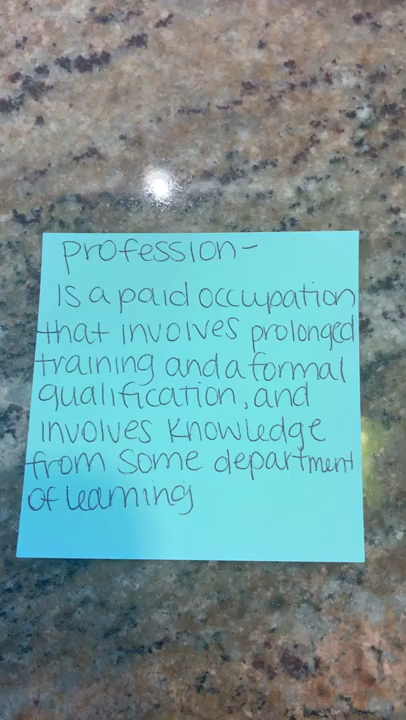 profession-
Is a paid occupation
that involves prolonged
training and a formal
qualification, and
involves knowledge
from some department
of learning